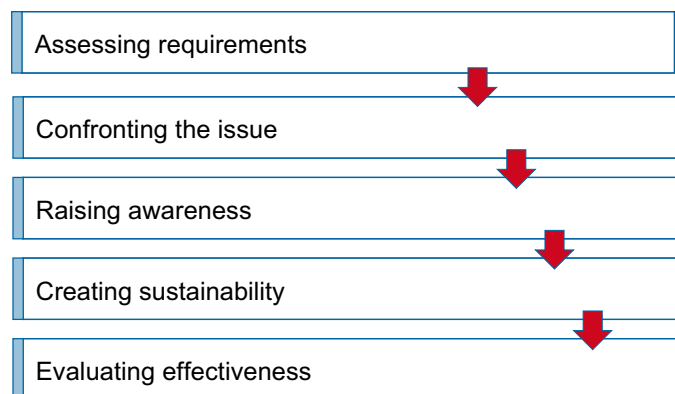 Assessing requirements
Confronting the issue
Raising awareness
Creating sustainability
Evaluating effectiveness